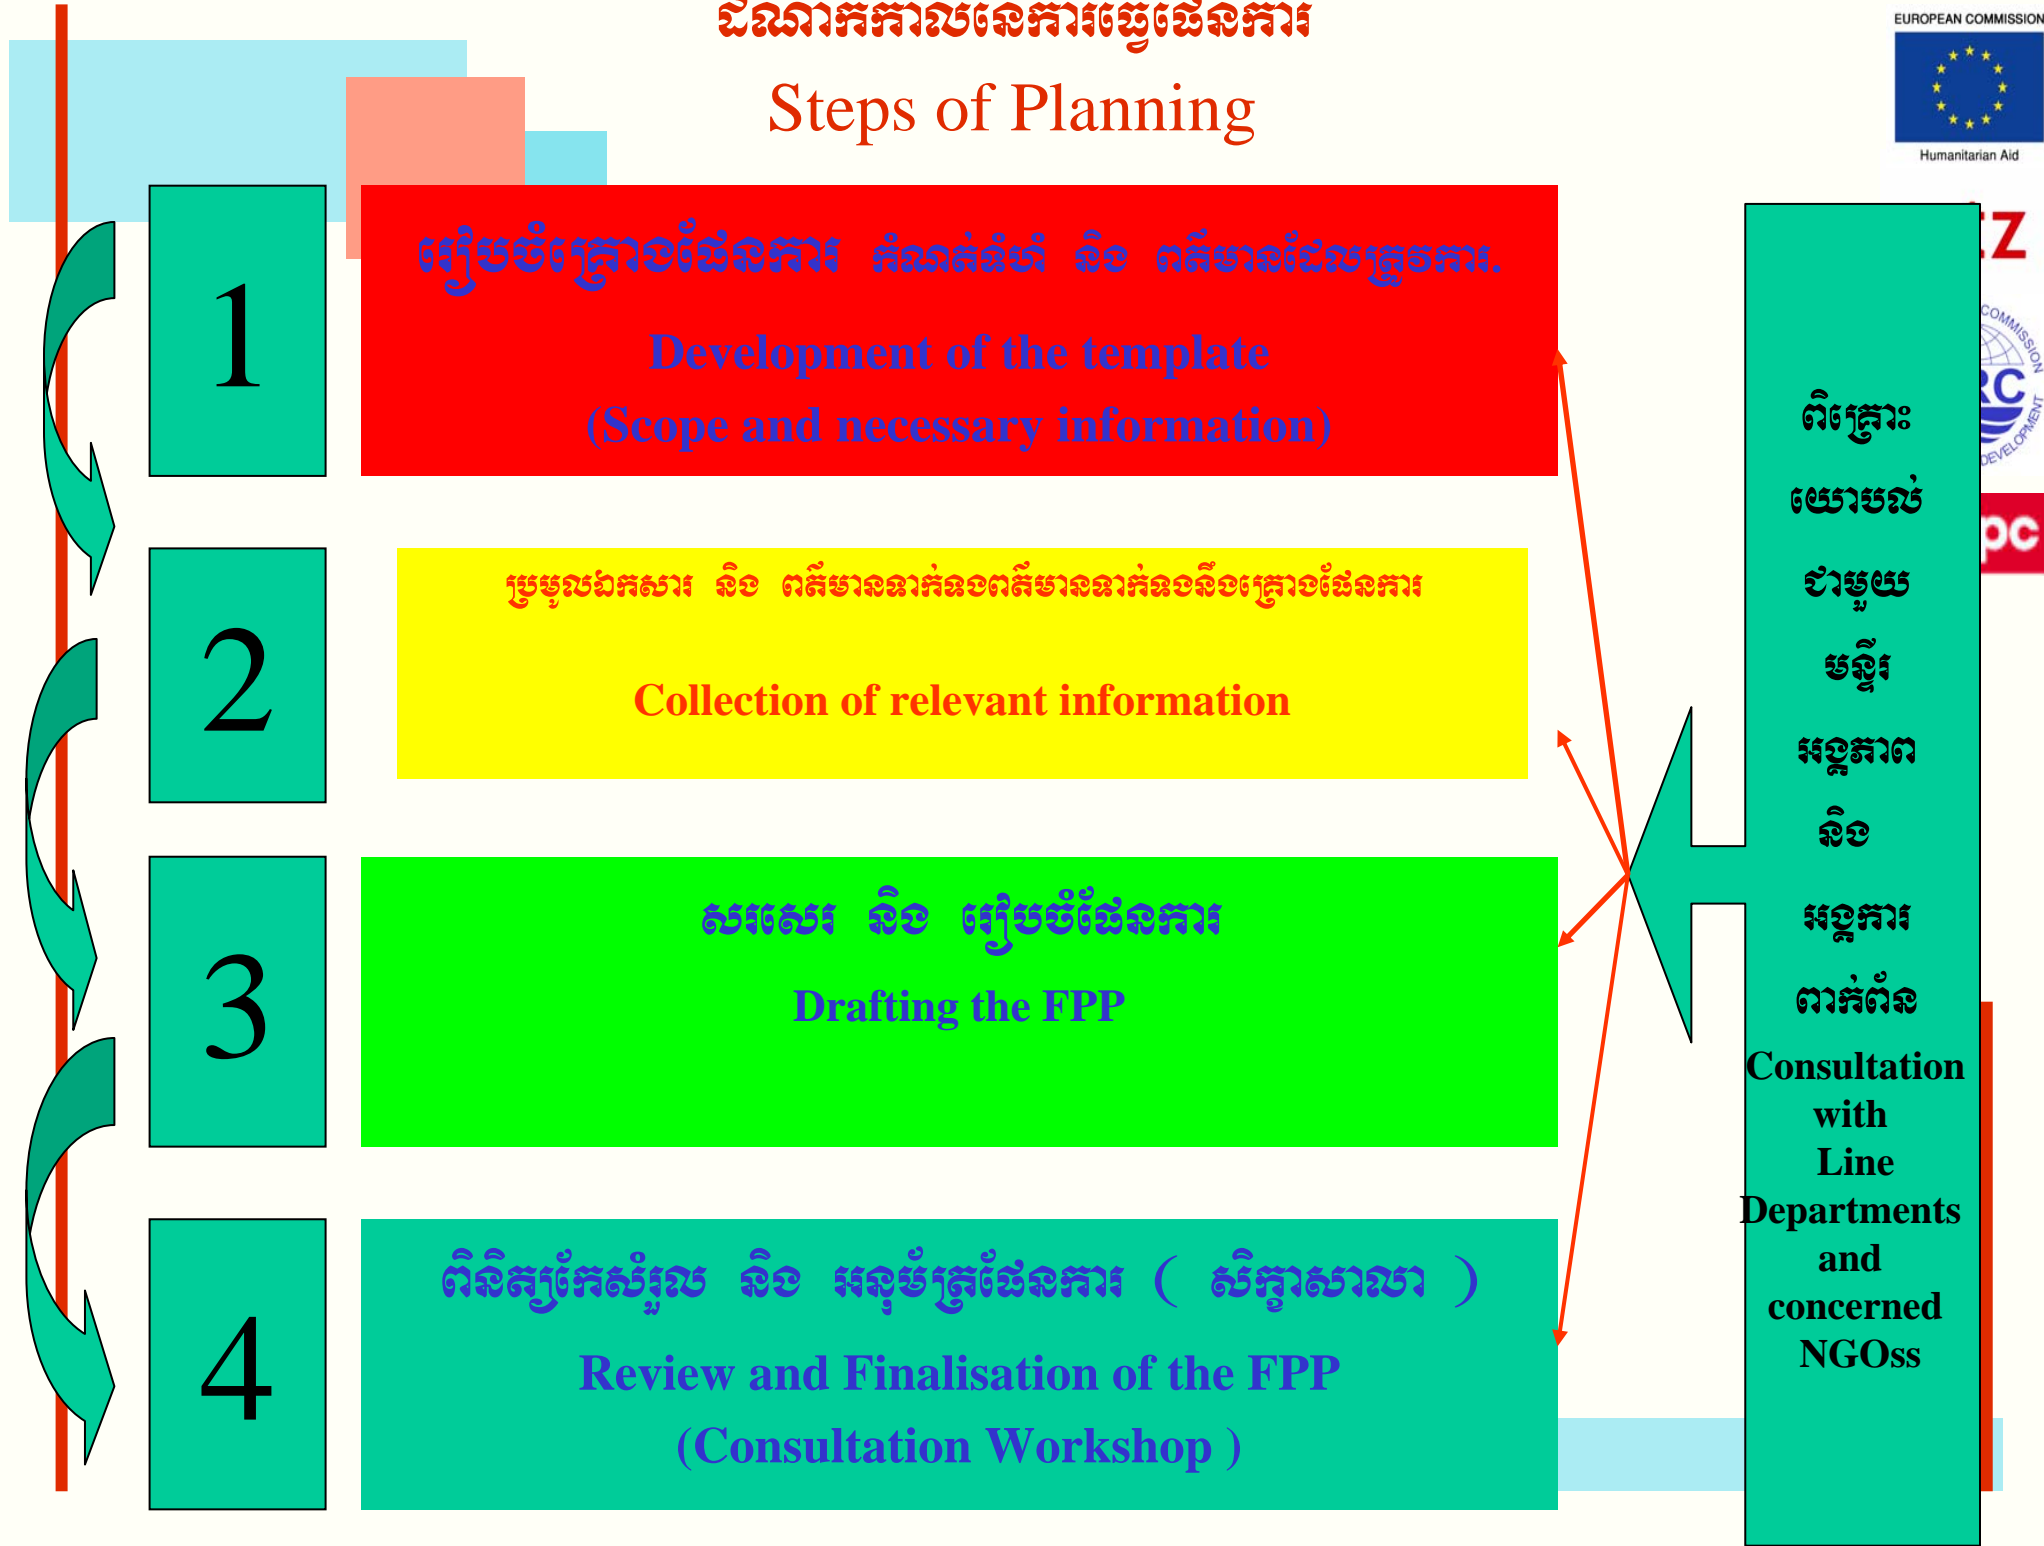 ដំណាក់កាលនៃការធ្វើផែនការ
Steps of Planning
EUROPEAN COMMISSION
Humanitarian Aid
1
រៀបចំគ្រោងផែនការ កំណត់ទំហំ និង ពត៌មានដែលត្រូវការ.
Development of the template
(Scope and necessary information)
2
ប្រមូលឯកសារ និង ពត៌មានទាក់ទងពត៌មានទាក់ទងនឹងគ្រោងផែនការ
Collection of relevant information
3
សរសេរ និង រៀបចំផែនការ
Drafting the FPP
4
ពិនិត្យកែសំរួល និង អនុម័ត្រផែនការ ( សិក្ខាសាលា )
Review and Finalisation of the FPP
(Consultation Workshop )
ពិគ្រោះ
យោបល់
ជាមួយ
មន្ទីរ
អង្គភាព
និង
អង្គការ
ពាក់ព័ន
Consultation
with
Line
Departments
and
concerned
NGOss
Z
COMMISSION
RC
DEVELOPMENT
pc